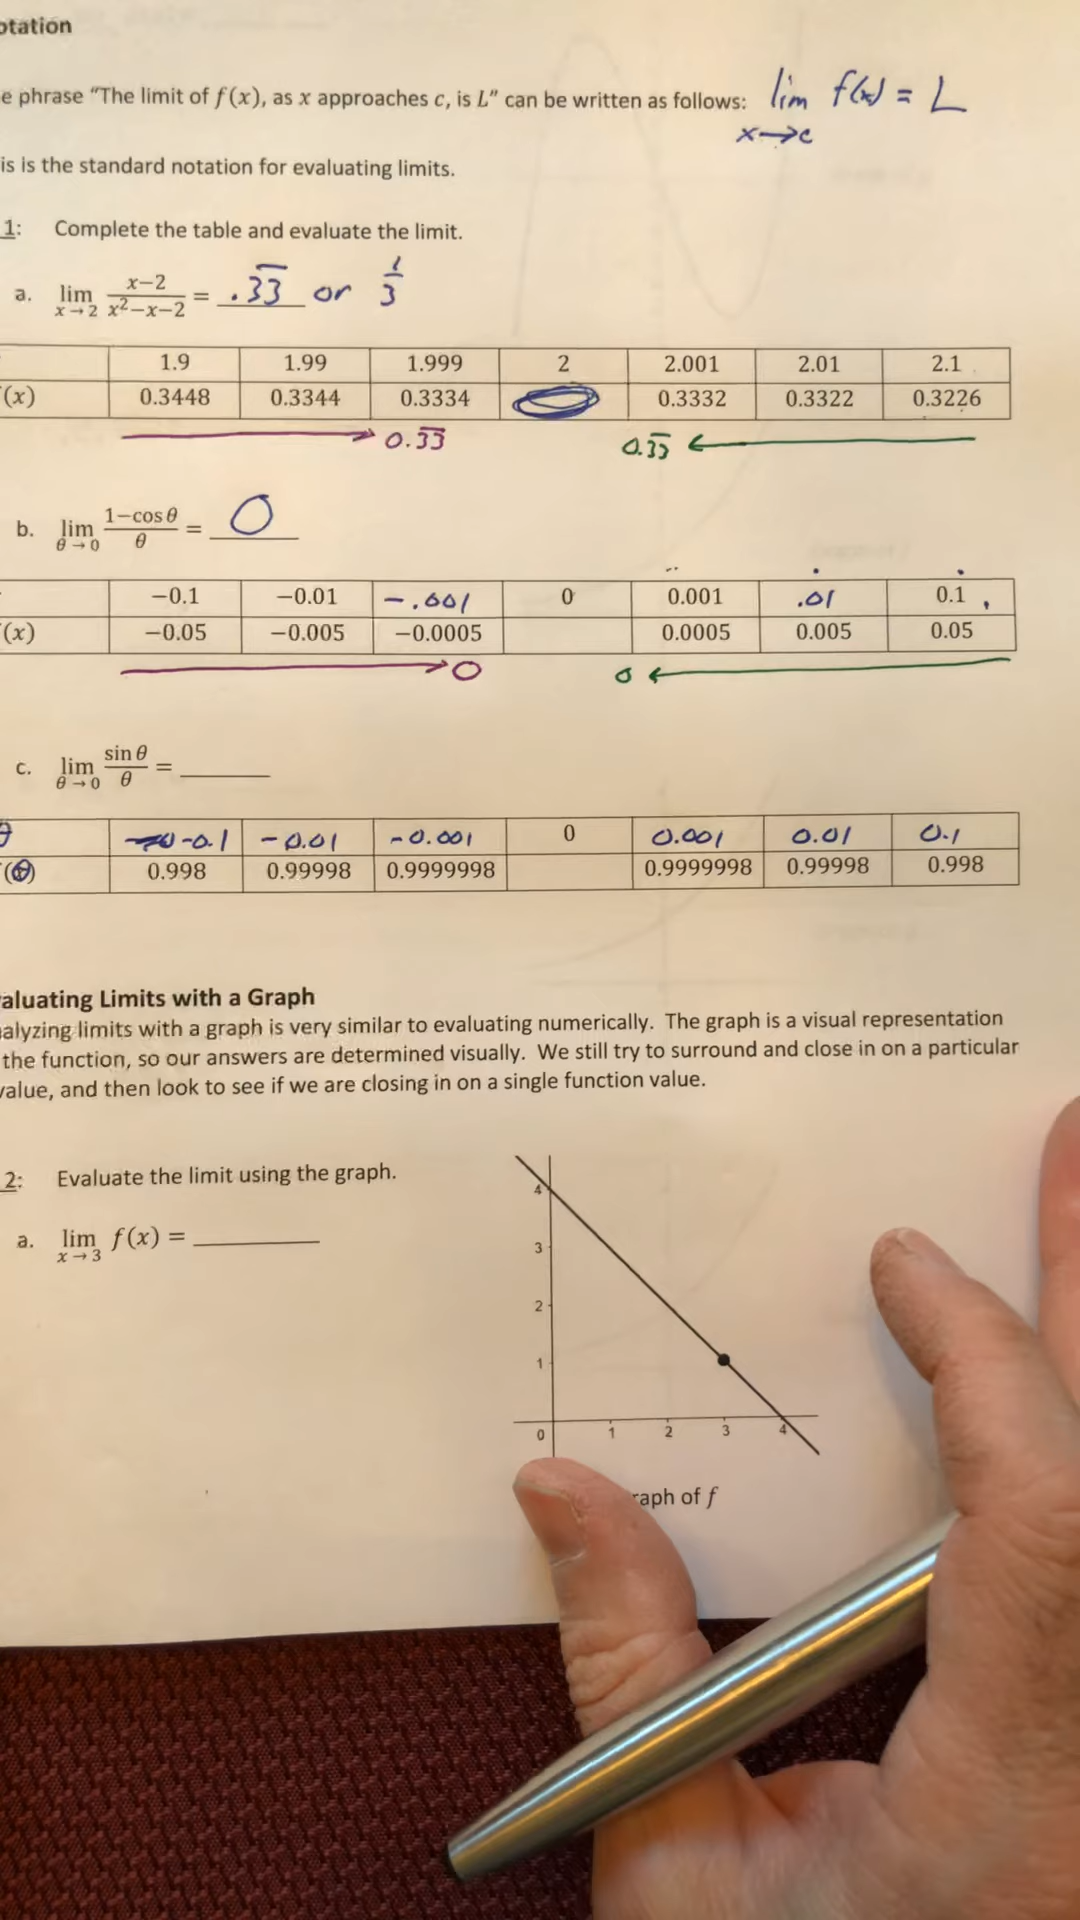 otation
e phrase “The limit of f(x), as x approaches c, is L” can be written as follows: lim f(x) = L
x→c
is is the standard notation for evaluating limits.
1: Complete the table and evaluate the limit.
a. lim x→2 x−2 / x²−x−2 = .3̅3̅ or 1/3
1.9 1.99 1.999 2 2.001 2.01 2.1
(x) 0.3448 0.3344 0.3334 0.3332 0.3322 0.3226
→ 0.3̅3̅ 0.3̅3̅ ←
b. lim θ→0 1−cosθ / θ = 0
−0.1 −0.01 −.001 0 0.001 .01 0.1
(x) −0.05 −0.005 −0.0005 0.0005 0.005 0.05
→ 0 0 ←
c. lim θ→0 sin θ / θ = ______
θ -0.1 -0.01 -0.001 0 0.001 0.01 0.1
(θ) 0.998 0.99998 0.9999998 0.9999998 0.99998 0.998
aluating Limits with a Graph
alyzing limits with a graph is very similar to evaluating numerically. The graph is a visual representation
the function, so our answers are determined visually. We still try to surround and close in on a particular
value, and then look to see if we are closing in on a single function value.
2: Evaluate the limit using the graph.
a. lim x→3 f(x) = ______
4
3
2
1
0 1 2 3 4
raph of f